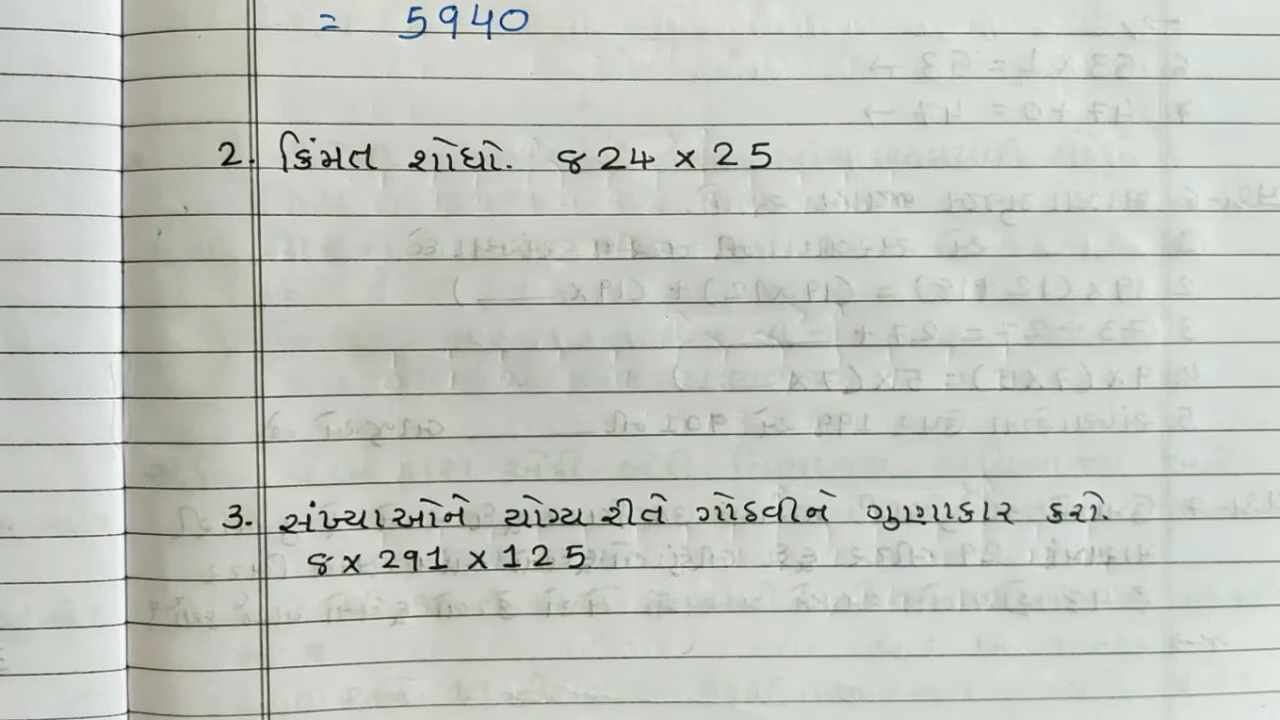 = 5940
2. કિંમત શોધો. 824 × 25
3. સંખ્યાઓને યોગ્ય રીતે ગોઠવીને ગુણાકાર કરો.
8 × 291 × 125